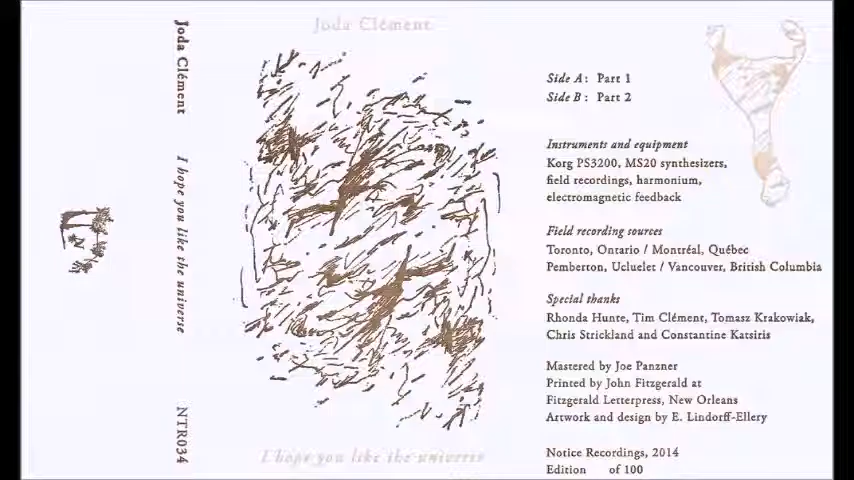 Joda Clément
I hope you like the universe
NTR034
Joda Clément
I hope you like the universe
Side A: Part 1
Side B: Part 2
Instruments and equipment
Korg PS3200, MS20 synthesizers,
field recordings, harmonium,
electromagnetic feedback
Field recording sources
Toronto, Ontario / Montréal, Québec
Pemberton, Ucluelet / Vancouver, British Columbia
Special thanks
Rhonda Hunte, Tim Clément, Tomasz Krakowiak,
Chris Strickland and Constantine Katsiris
Mastered by Joe Panzner
Printed by John Fitzgerald at
Fitzgerald Letterpress, New Orleans
Artwork and design by E. Lindorff-Ellery
Notice Recordings, 2014
Edition of 100